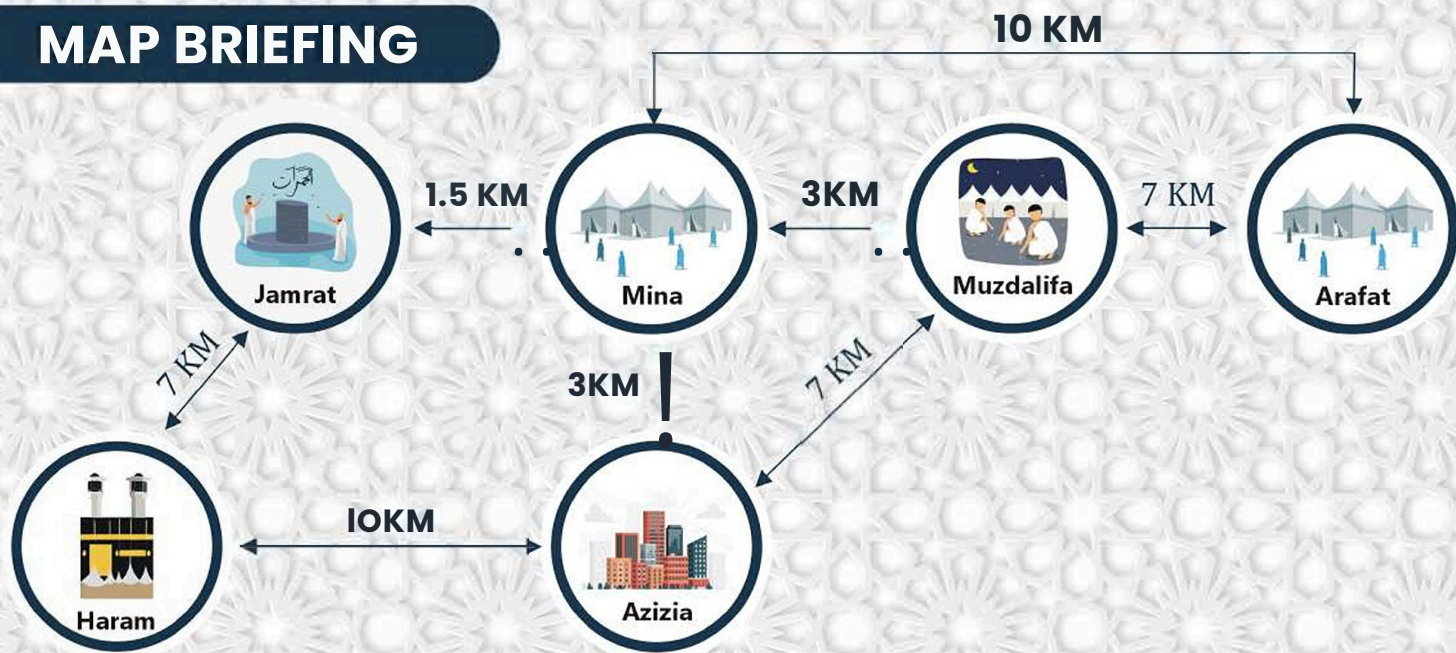 MAP BRIEFING
10 KM
1.5 KM
3KM
7 KM
الجمرات
Jamrat
Mina
Muzdalifa
Arafat
7 KM
3KM
7 KM
IOKM
Haram
Azizia